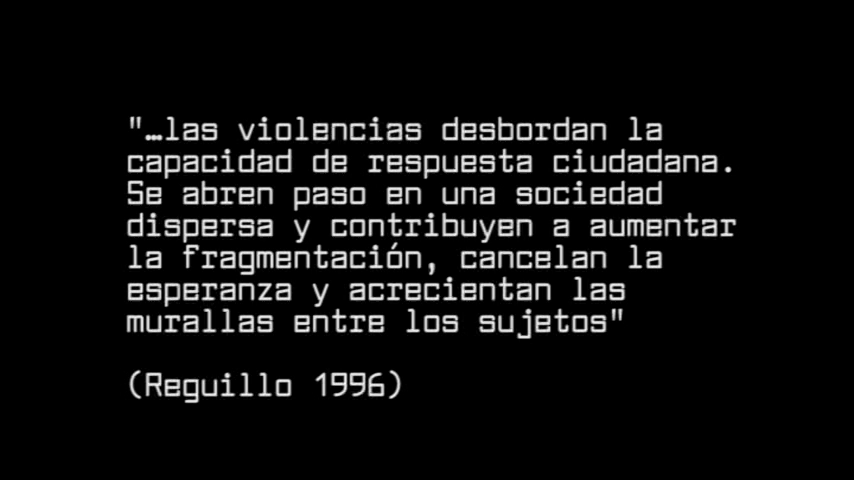 "…las violencias desbordan la
capacidad de respuesta ciudadana.
Se abren paso en una sociedad
dispersa y contribuyen a aumentar
la fragmentación, cancelan la
esperanza y acrecientan las
murallas entre los sujetos"
(Reguillo 1996)